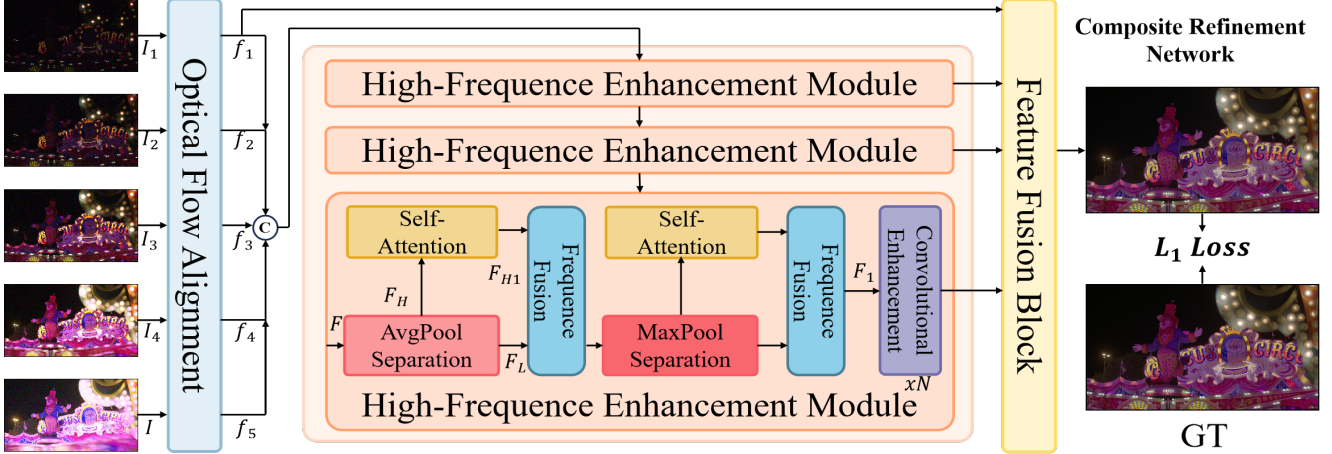 I1
I2
I3
I4
I
Optical Flow Alignment
f1
f2
f3
f4
f5
C
High-Frequence Enhancement Module
High-Frequence Enhancement Module
Self-
Attention
FH
F
AvgPool
Separation
FH1
FL
Frequence
Fusion
Self-
Attention
MaxPool
Separation
Frequence
Fusion
F1
Convolutional
Enhancement
xN
High-Frequence Enhancement Module
Feature Fusion Block
Composite Refinement
Network
L1 Loss
GT